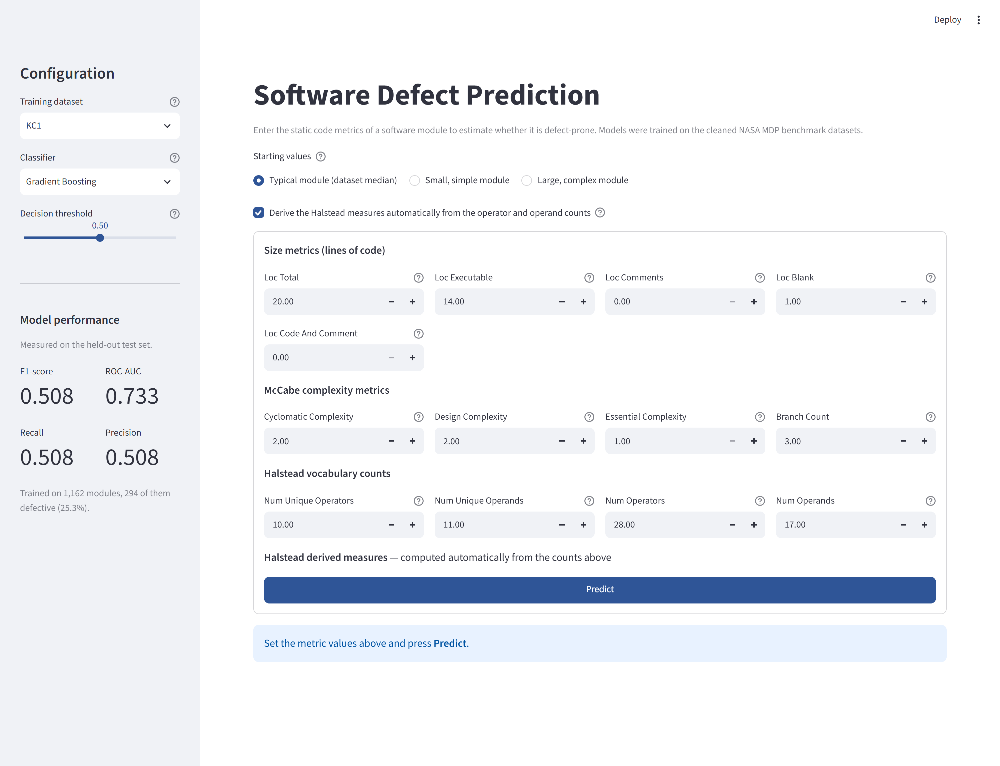 Deploy
Configuration
Training dataset
KC1
Classifier
Gradient Boosting
Decision threshold
0.50
Model performance
Measured on the held-out test set.
F1-score ROC-AUC
0.508 0.733
Recall Precision
0.508 0.508
Trained on 1,162 modules, 294 of them
defective (25.3%).
Software Defect Prediction
Enter the static code metrics of a software module to estimate whether it is defect-prone. Models were trained on the cleaned NASA MDP benchmark datasets.
Starting values
Typical module (dataset median) Small, simple module Large, complex module
Derive the Halstead measures automatically from the operator and operand counts
Size metrics (lines of code)
Loc Total Loc Executable Loc Comments Loc Blank
20.00 14.00 0.00 1.00
Loc Code And Comment
0.00
McCabe complexity metrics
Cyclomatic Complexity Design Complexity Essential Complexity Branch Count
2.00 2.00 1.00 3.00
Halstead vocabulary counts
Num Unique Operators Num Unique Operands Num Operators Num Operands
10.00 11.00 28.00 17.00
Halstead derived measures — computed automatically from the counts above
Predict
Set the metric values above and press Predict.